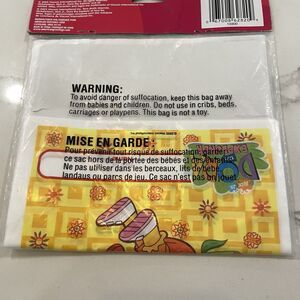 WARNING:
To avoid danger of suffocation, keep this bag away
from babies and children. Do not use in cribs, beds,
carriages or playpens. This bag is not a toy.
MISE EN GARDE:
Pour prévenir tout risque de suffocation, garder
ce sac hors de la portée des bébés et des enfants.
Ne pas utiliser dans les berceaux, lits de bébé,
landaus ou parcs de jeu. Ce sac n'est pas un jouet.